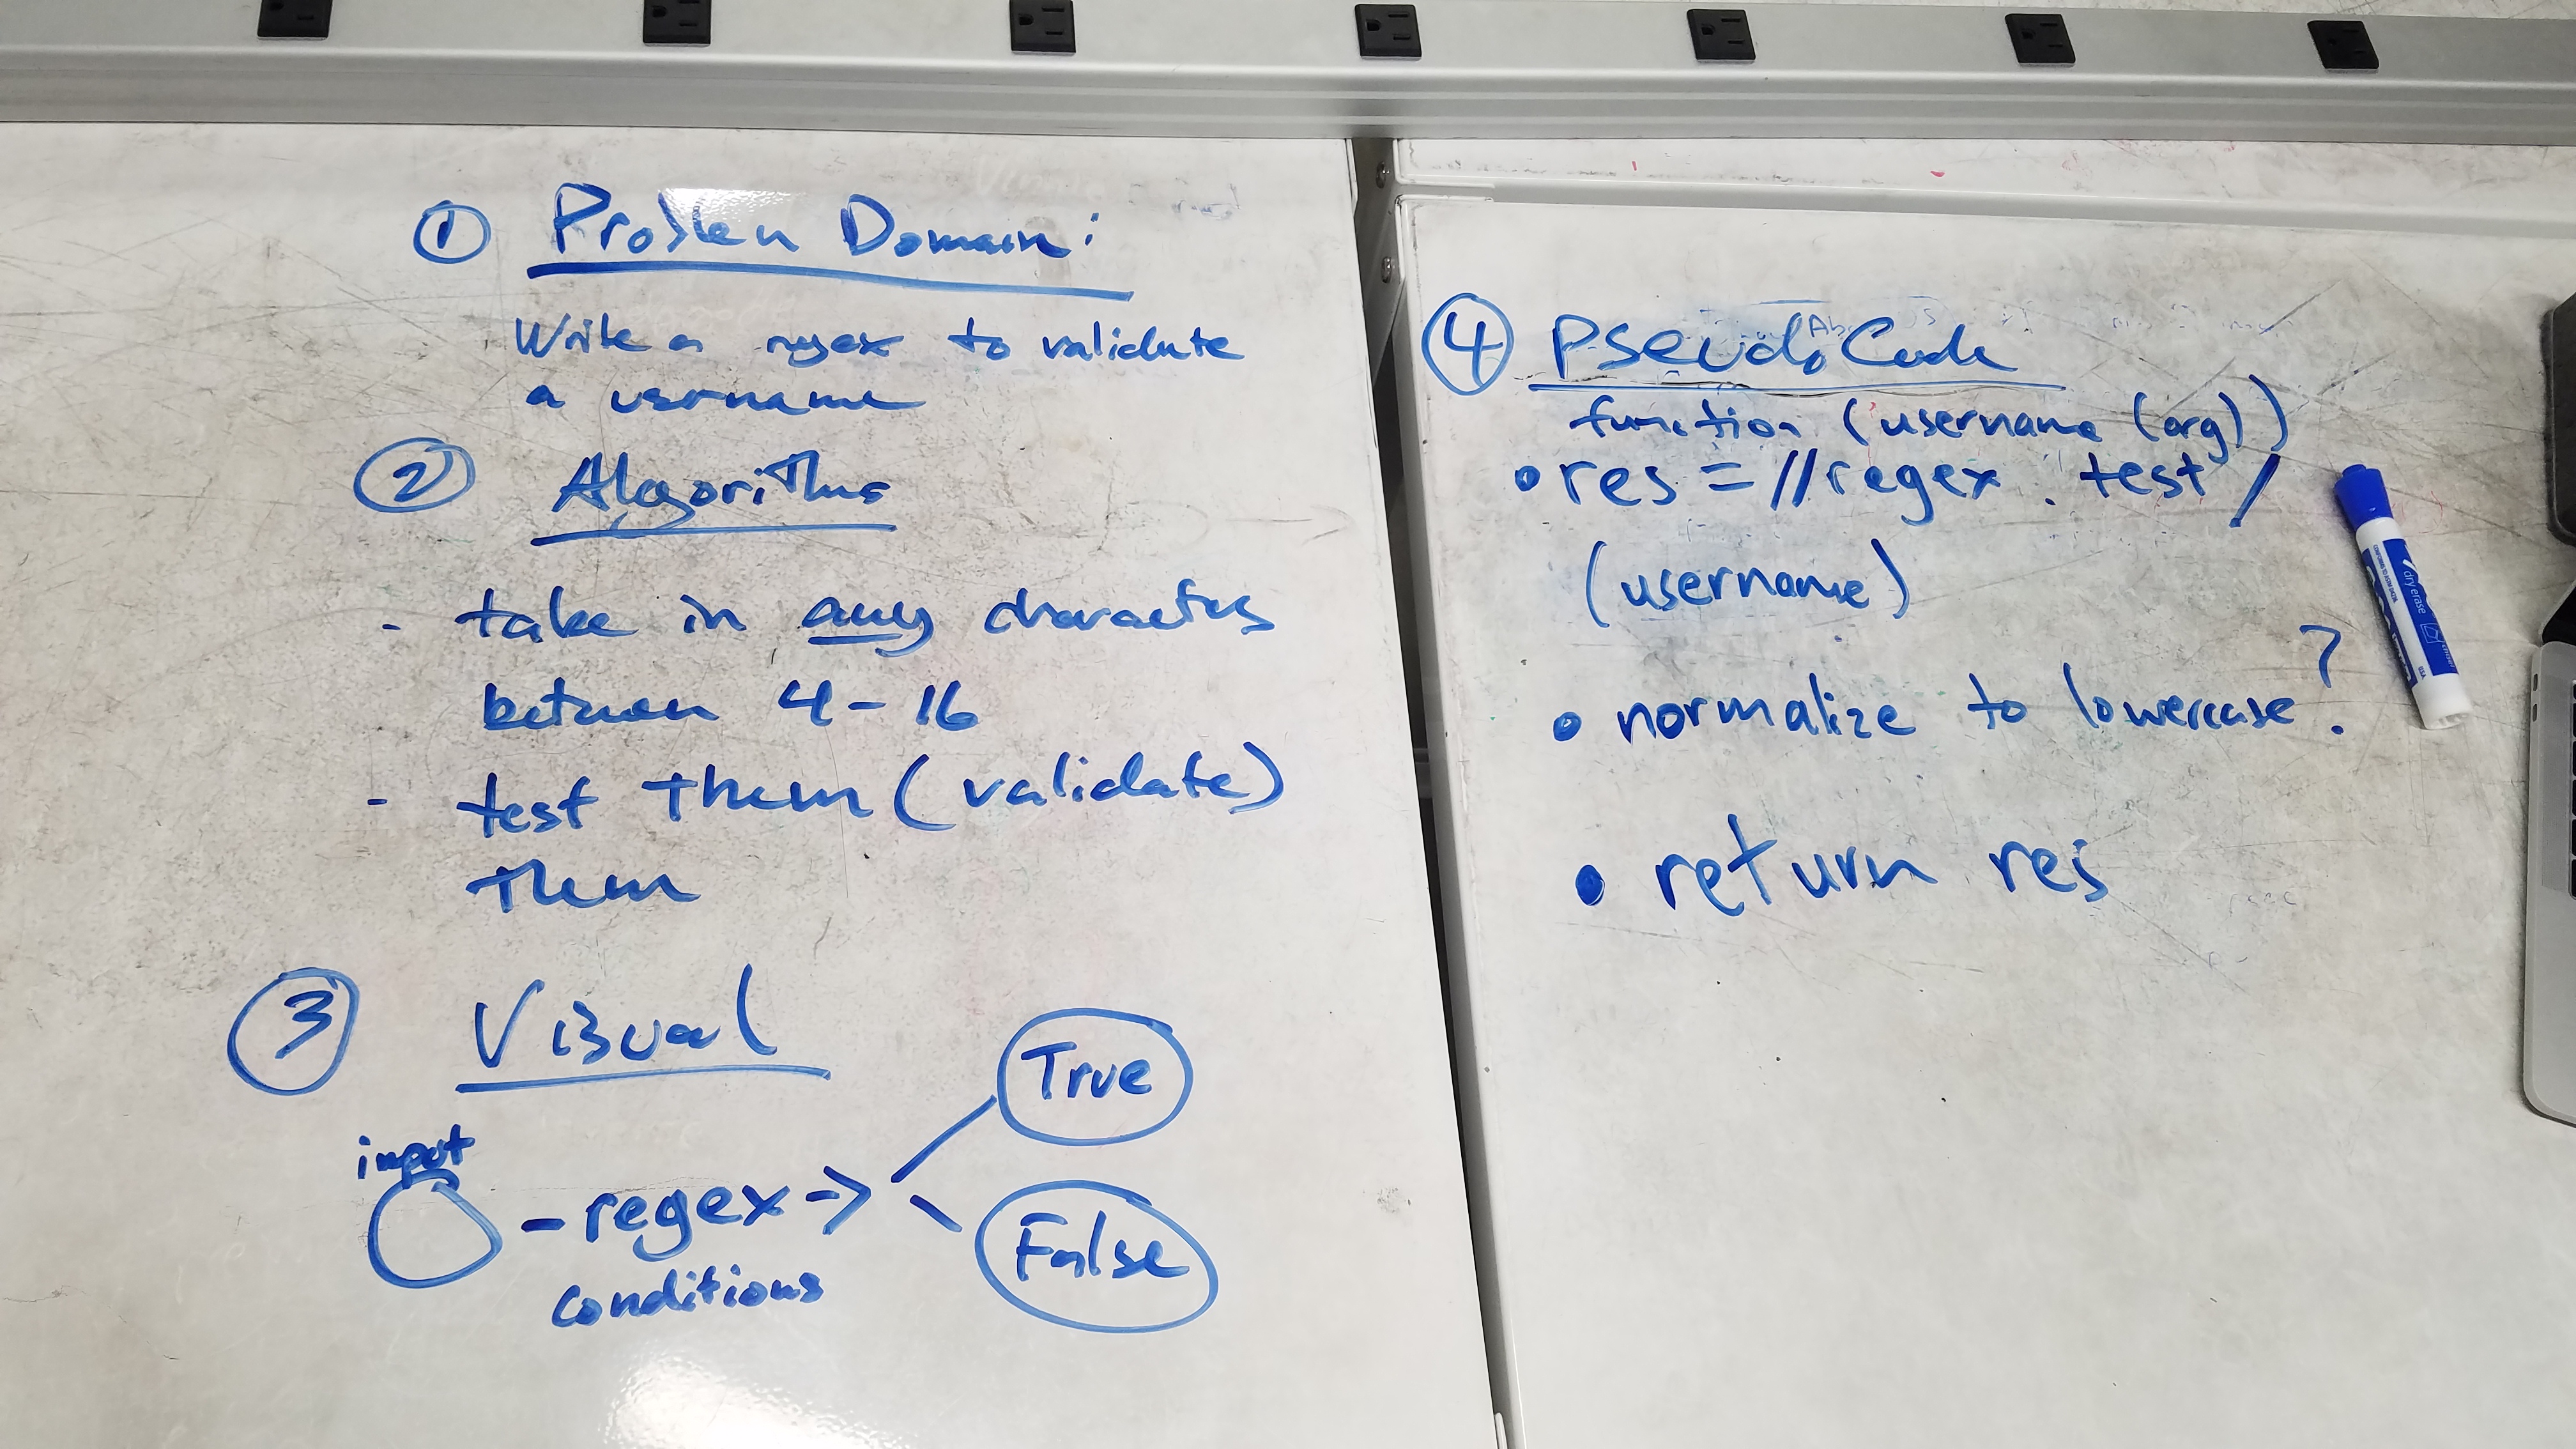 ① Problem Domain:
Write a regex to validate
a username
② Algorithms
- take in any characters
between 4-16
- test them (validate)
them
③ Visual
input
- regex ->
conditions
True
False
④ Pseudo Code
function (username (arg))
• res = //regex . test /
(username)
• normalize to lowercase?
• return res
dry erase